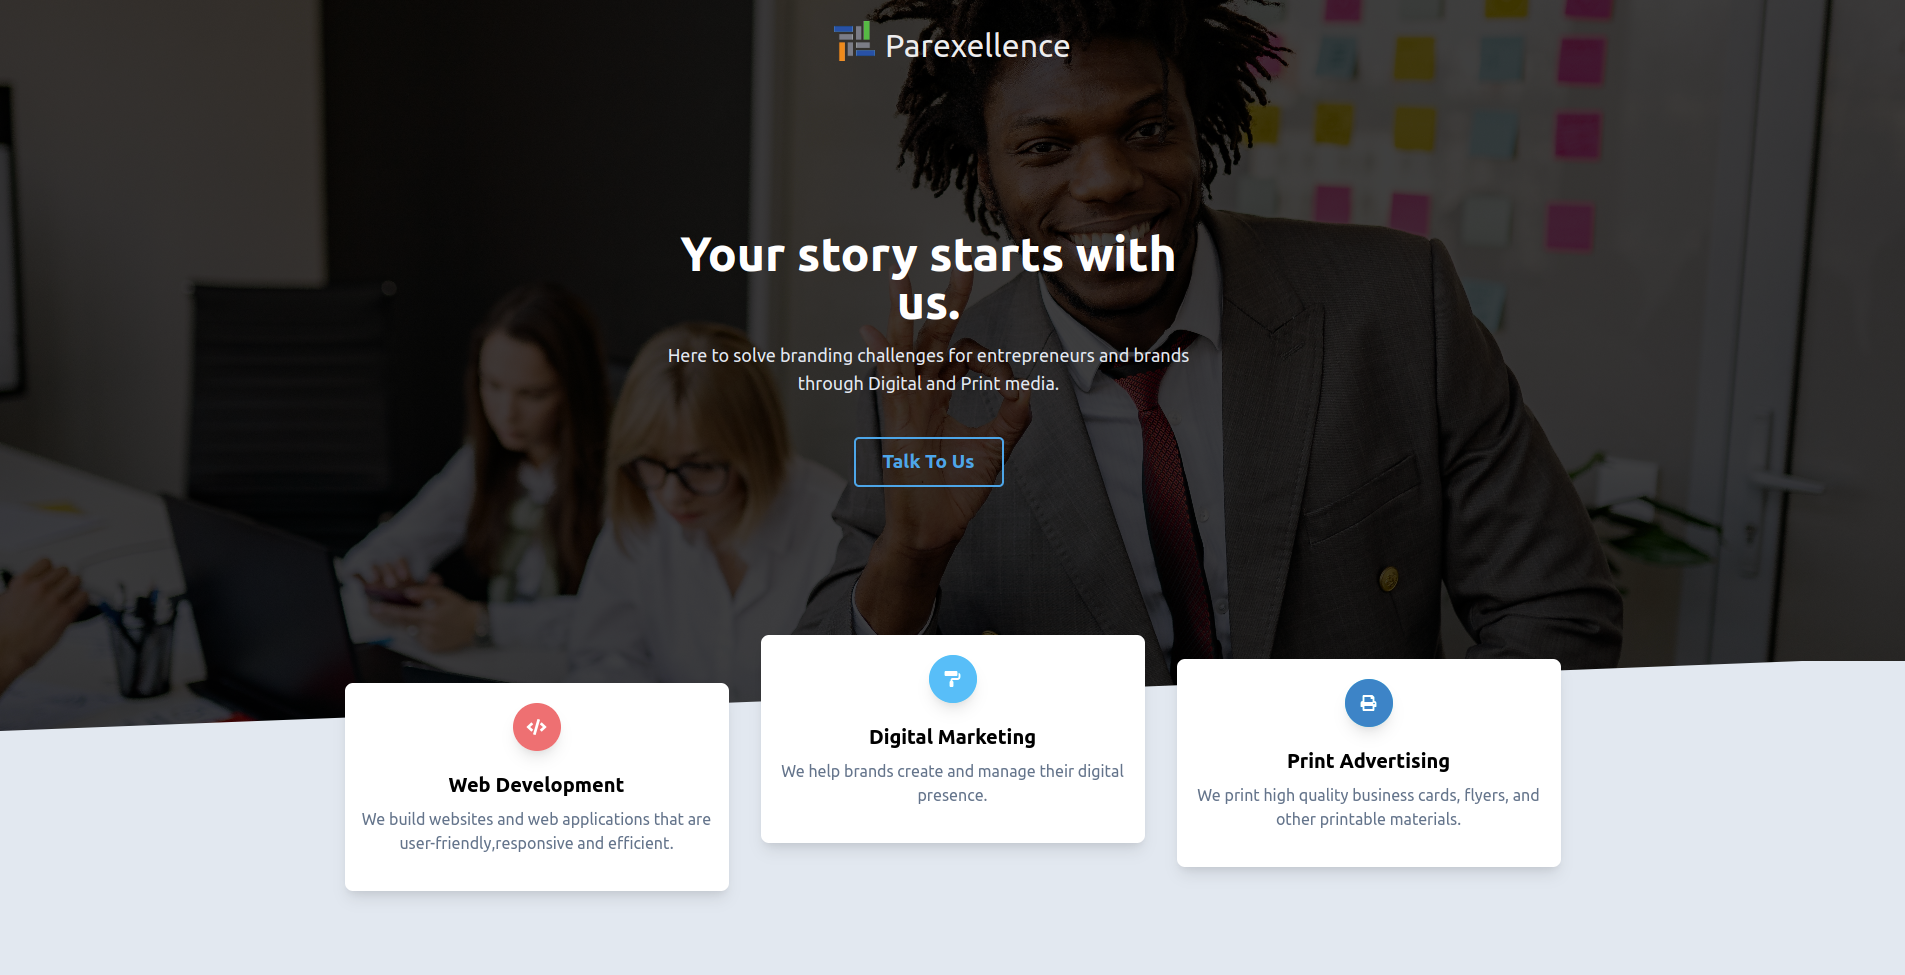 Parexellence
Your story starts with
us.
Here to solve branding challenges for entrepreneurs and brands
through Digital and Print media.
Talk To Us
Web Development
We build websites and web applications that are
user-friendly,responsive and efficient.
Digital Marketing
We help brands create and manage their digital
presence.
Print Advertising
We print high quality business cards, flyers, and
other printable materials.